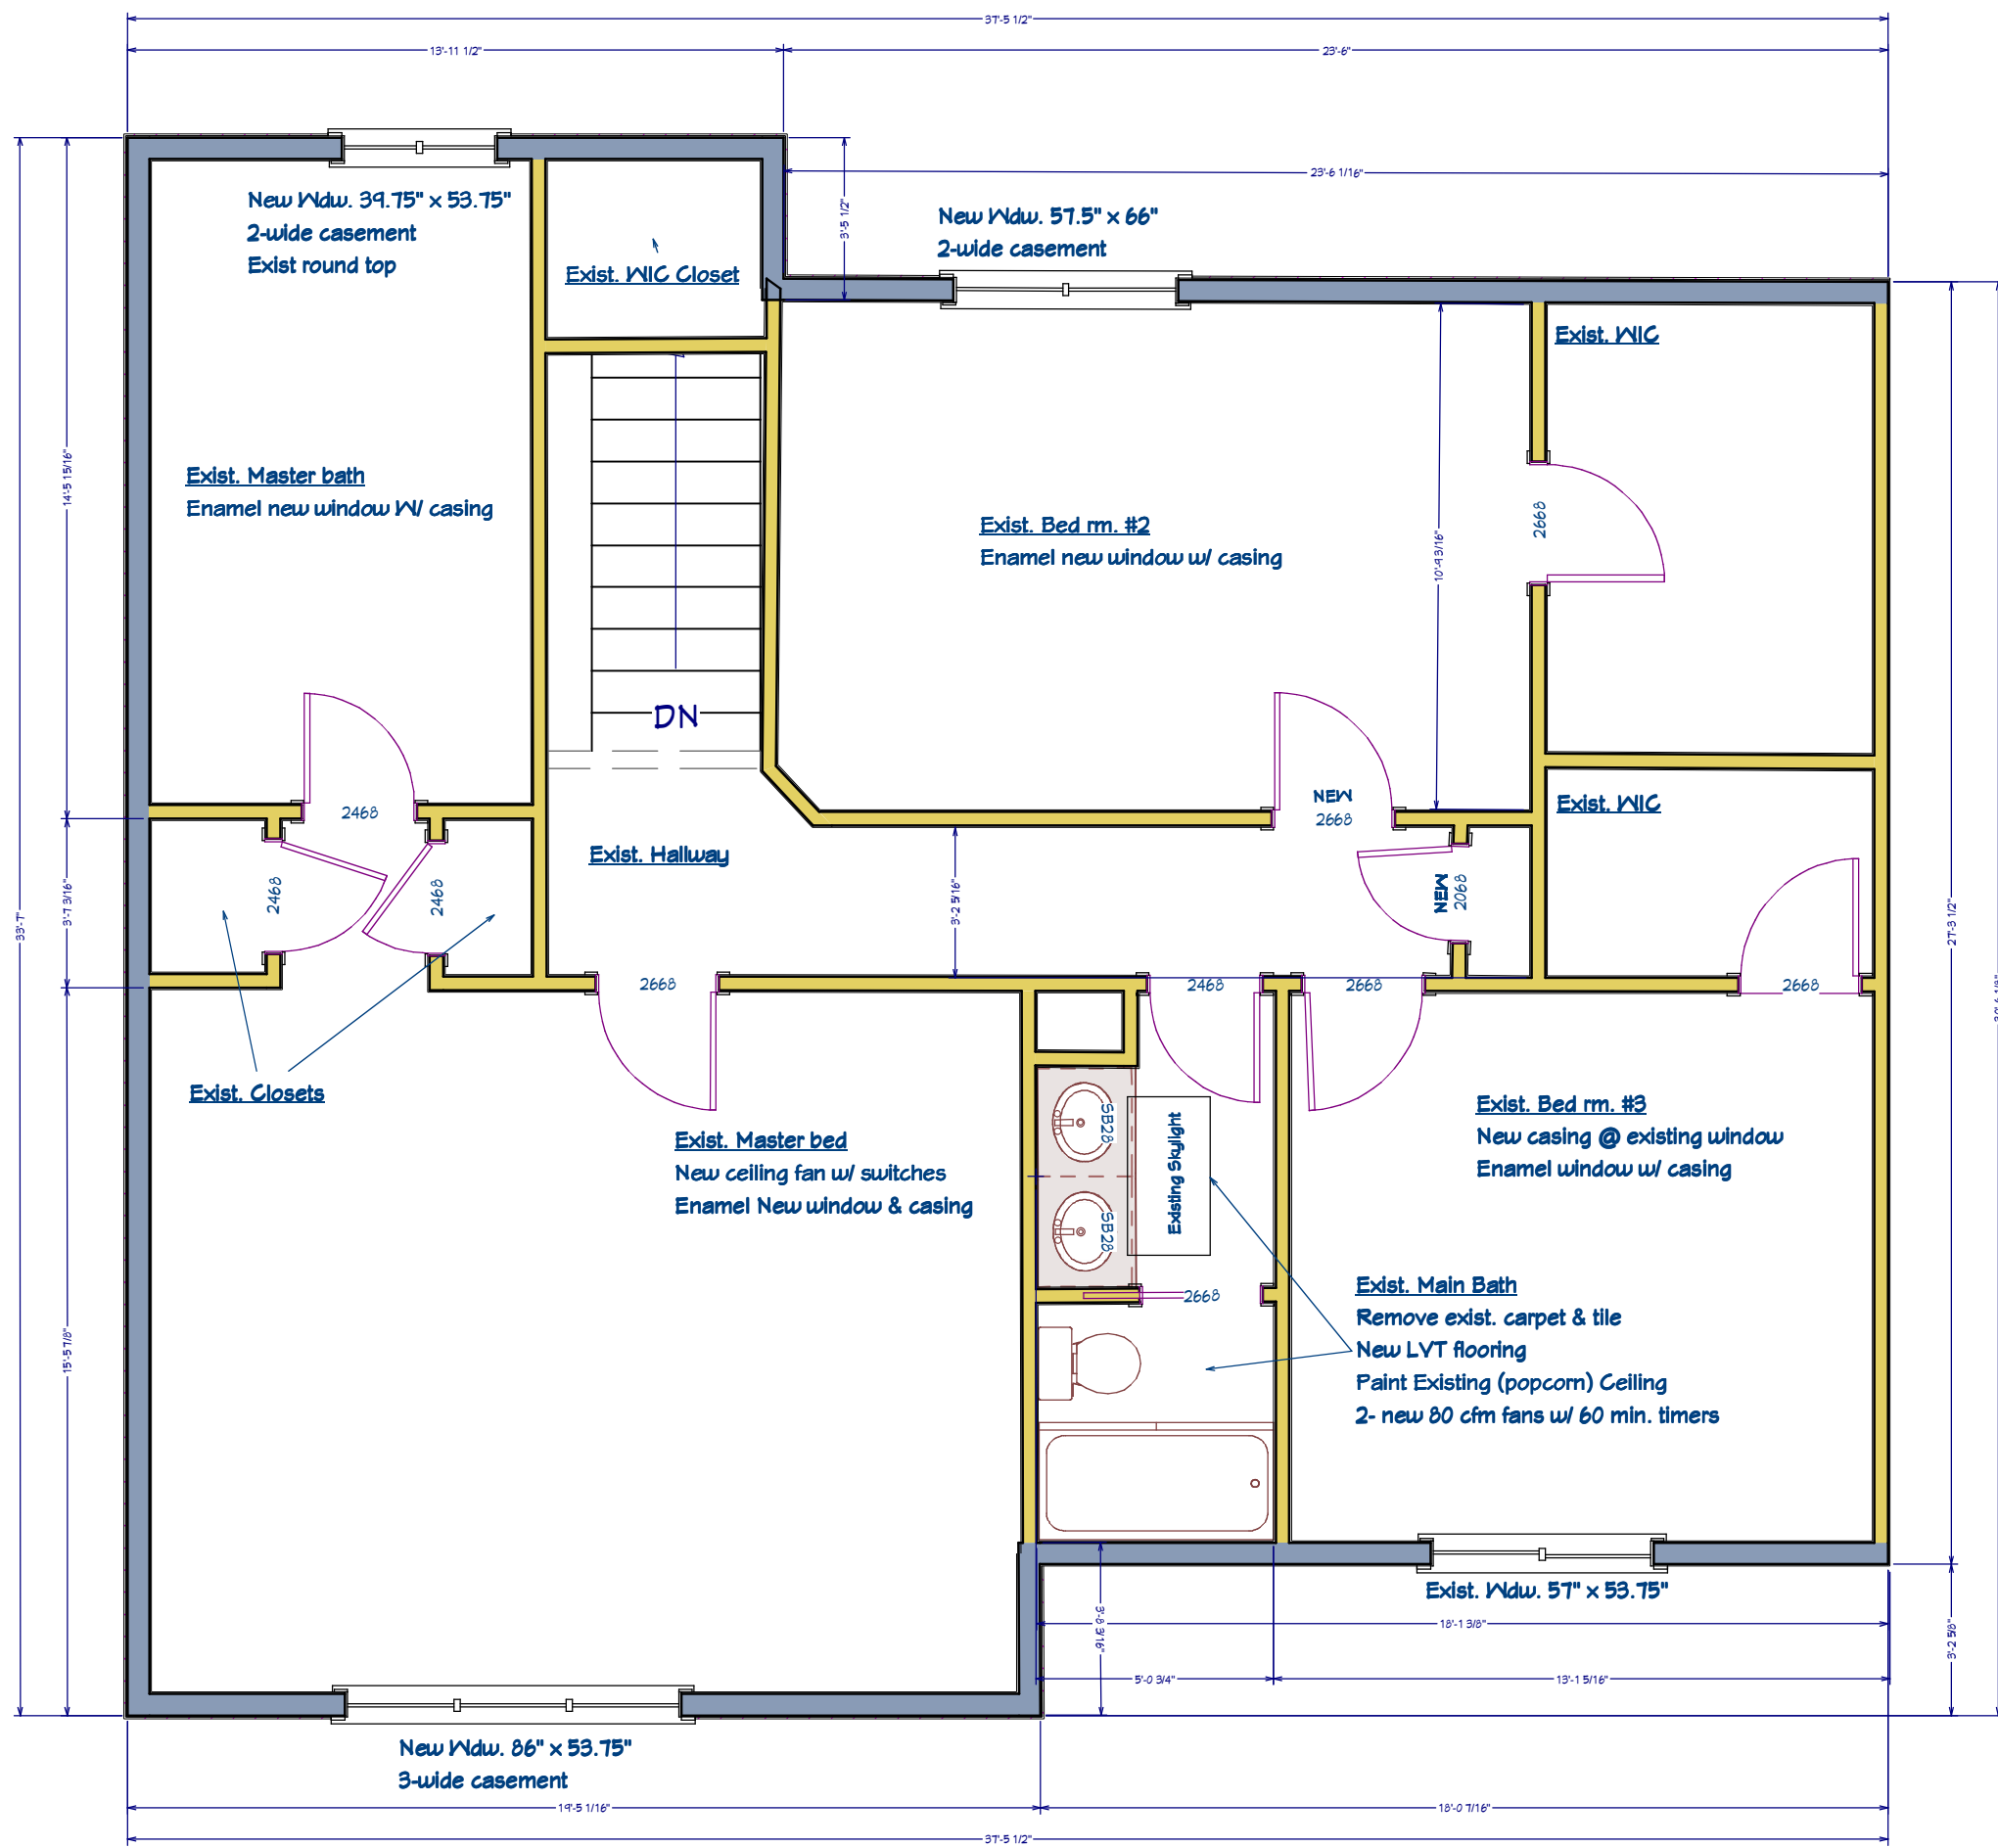 37'-5 1/2"
13'-11 1/2"
23'-6"
23'-6 1/16"
3'-5 1/2"
New Wdw. 39.75" x 53.75"
2-wide casement
Exist round top
Exist. WIC Closet
New Wdw. 57.5" x 66"
2-wide casement
Exist. WIC
14'-5 15/16"
Exist. Master bath
Enamel new window W/ casing
Exist. Bed rm. #2
Enamel new window w/ casing
10'-9 3/16"
2668
DN
2468
NEW
2668
Exist. WIC
Exist. Hallway
3'-7 3/16"
2468
2468
3'-2 5/16"
NEW
2068
33'-7"
27'-3 1/2"
2668
2468
2668
2668
Exist. Closets
Exist. Master bed
New ceiling fan w/ switches
Enamel New window & casing
SB28
SB28
Existing Skylight
Exist. Bed rm. #3
New casing @ existing window
Enamel window w/ casing
2668
Exist. Main Bath
Remove exist. carpet & tile
New LVT flooring
Paint Existing (popcorn) Ceiling
2- new 80 cfm fans w/ 60 min. timers
15'-5 7/8"
Exist. Wdw. 57" x 53.75"
18'-1 3/8"
3'-2 5/8"
5'-0 3/4"
13'-1 5/16"
New Wdw. 86" x 53.75"
3-wide casement
19'-5 1/16"
18'-0 7/16"
37'-5 1/2"